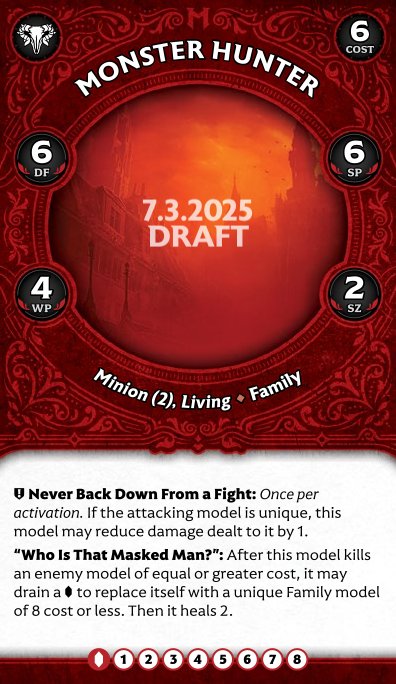 6
COST
MONSTER HUNTER
6
DF
6
SP
7.3.2025
DRAFT
4
WP
2
SZ
Minion (2), Living • Family
Never Back Down From a Fight: Once per
activation. If the attacking model is unique, this
model may reduce damage dealt to it by 1.
“Who Is That Masked Man?”: After this model kills
an enemy model of equal or greater cost, it may
drain a to replace itself with a unique Family model
of 8 cost or less. Then it heals 2.
1 2 3 4 5 6 7 8